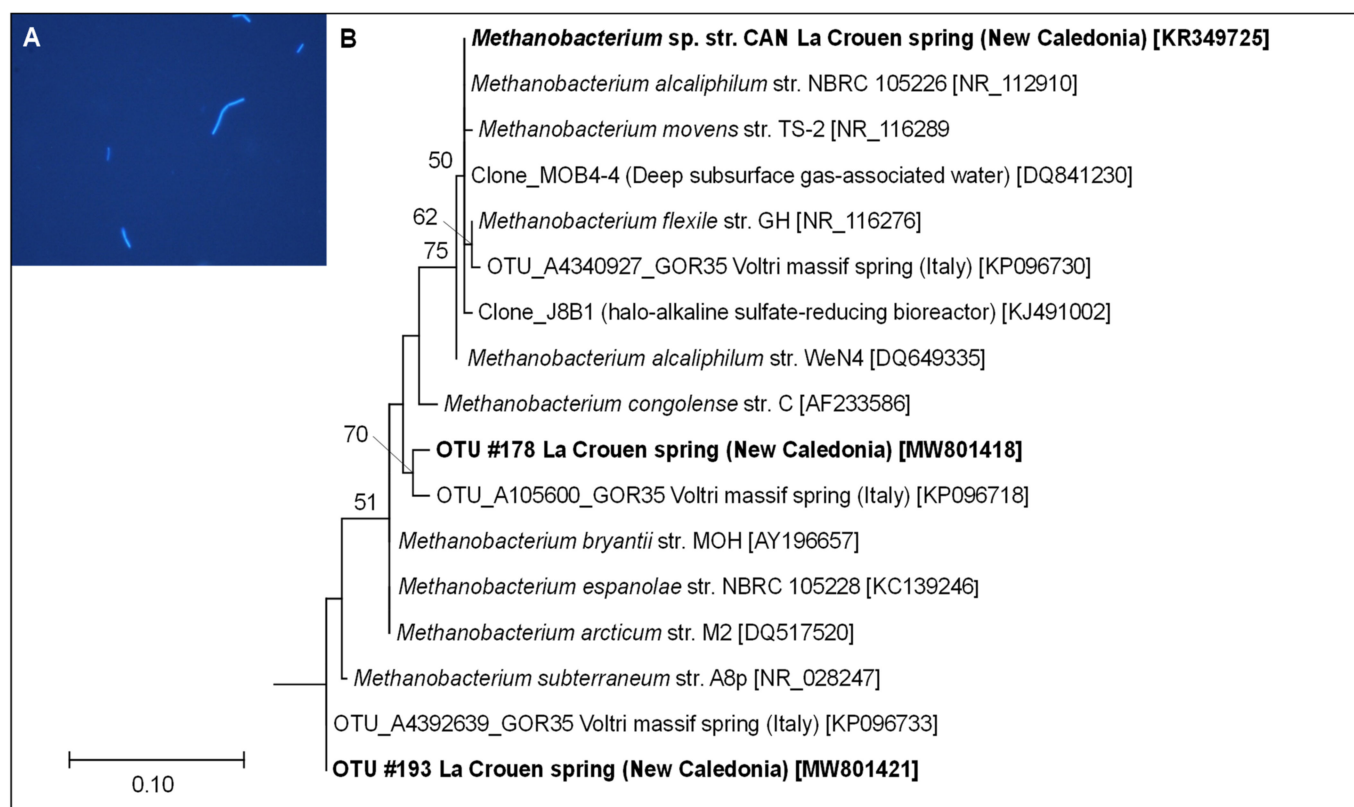 A
B
Methanobacterium sp. str. CAN La Crouen spring (New Caledonia) [KR349725]
Methanobacterium alcaliphilum str. NBRC 105226 [NR_112910]
Methanobacterium movens str. TS-2 [NR_116289
50
Clone_MOB4-4 (Deep subsurface gas-associated water) [DQ841230]
62
Methanobacterium flexile str. GH [NR_116276]
75
OTU_A4340927_GOR35 Voltri massif spring (Italy) [KP096730]
Clone_J8B1 (halo-alkaline sulfate-reducing bioreactor) [KJ491002]
Methanobacterium alcaliphilum str. WeN4 [DQ649335]
Methanobacterium congolense str. C [AF233586]
70
OTU #178 La Crouen spring (New Caledonia) [MW801418]
OTU_A105600_GOR35 Voltri massif spring (Italy) [KP096718]
51
Methanobacterium bryantii str. MOH [AY196657]
Methanobacterium espanolae str. NBRC 105228 [KC139246]
Methanobacterium arcticum str. M2 [DQ517520]
Methanobacterium subterraneum str. A8p [NR_028247]
OTU_A4392639_GOR35 Voltri massif spring (Italy) [KP096733]
OTU #193 La Crouen spring (New Caledonia) [MW801421]
0.10